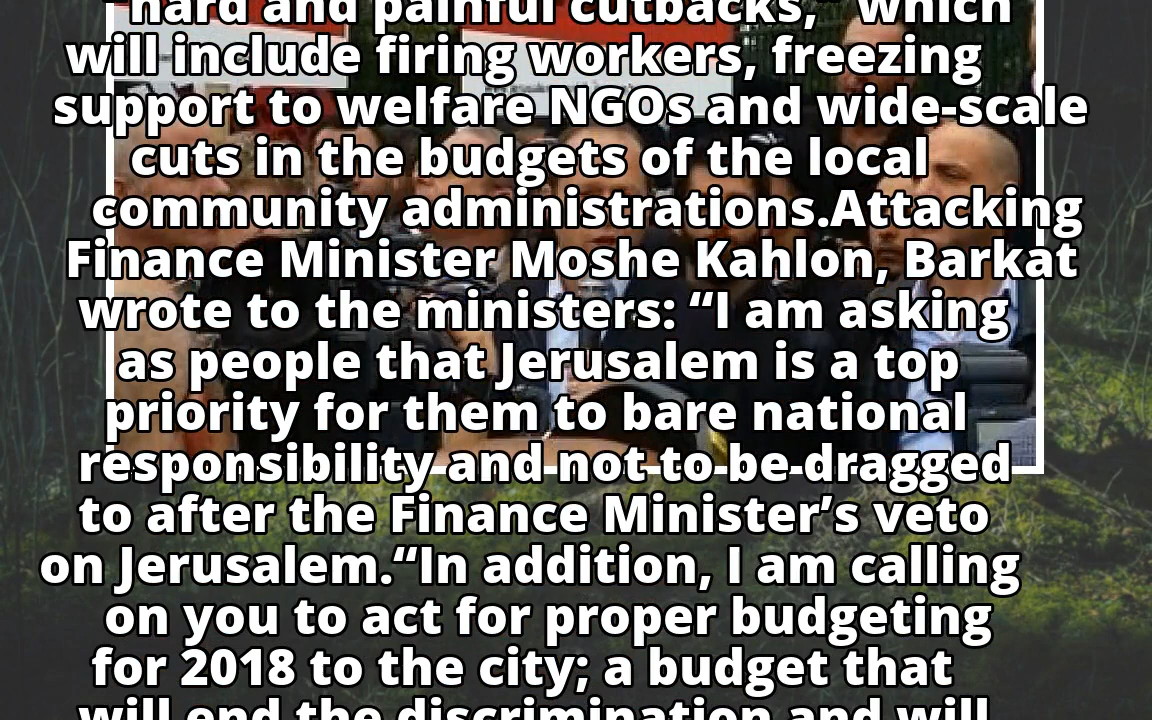 "hard and painful cutbacks," which
will include firing workers, freezing
support to welfare NGOs and wide-scale
cuts in the budgets of the local
community administrations.Attacking
Finance Minister Moshe Kahlon, Barkat
wrote to the ministers: “I am asking
as people that Jerusalem is a top
priority for them to bare national
responsibility and not to be dragged
to after the Finance Minister’s veto
on Jerusalem.“In addition, I am calling
on you to act for proper budgeting
for 2018 to the city; a budget that
will end the discrimination and will